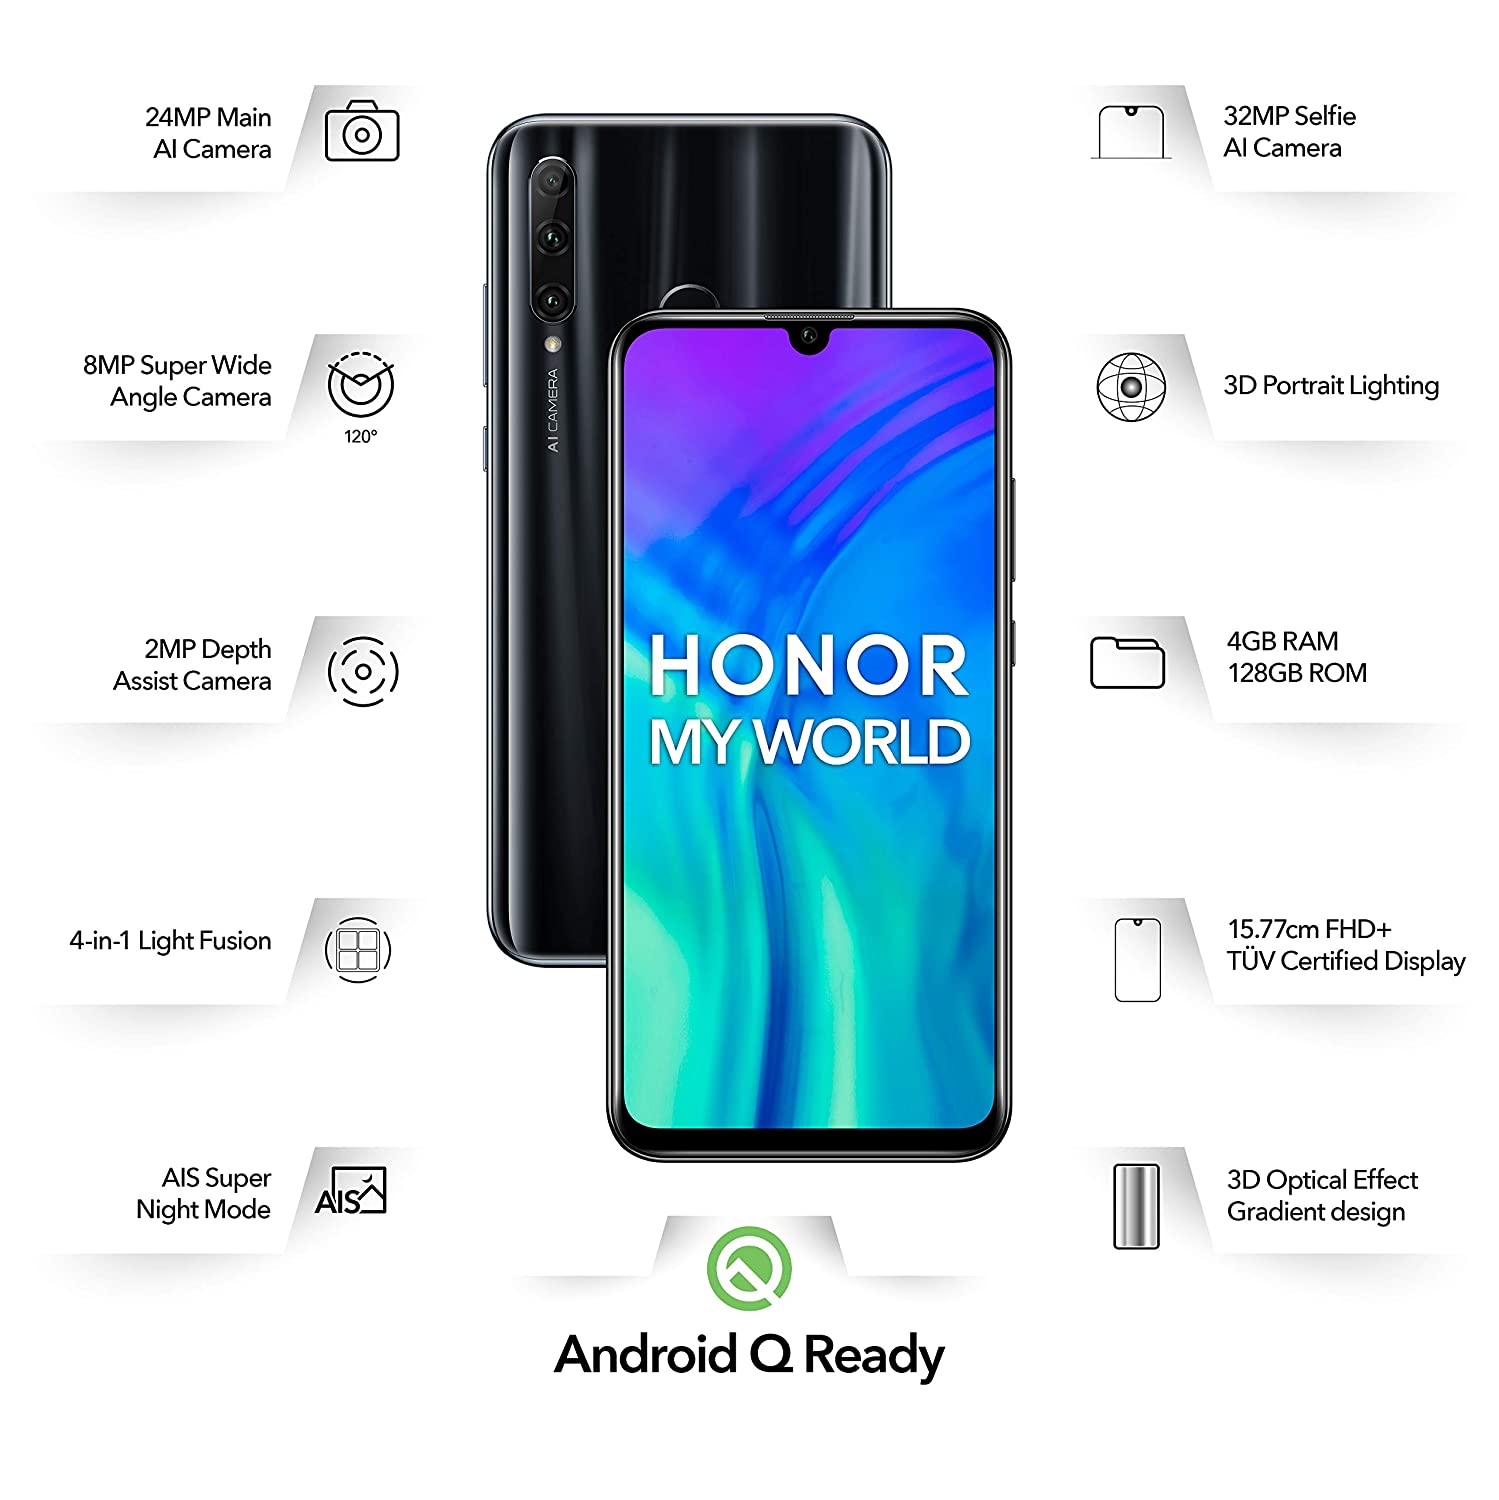 24MP Main
AI Camera
8MP Super Wide
Angle Camera
120°
2MP Depth
Assist Camera
4-in-1 Light Fusion
AIS Super
Night Mode
AIS
AI CAMERA
HONOR
MY WORLD
32MP Selfie
AI Camera
3D Portrait Lighting
4GB RAM
128GB ROM
15.77cm FHD+
TÜV Certified Display
3D Optical Effect
Gradient design
Android Q Ready